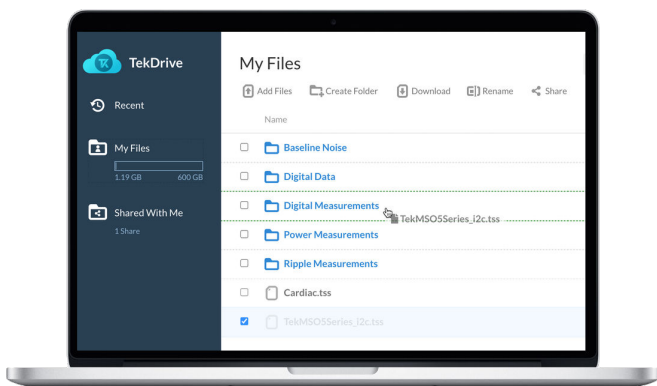 TekDrive
Recent
My Files
1.19 GB 600 GB
Shared With Me
1 Share
My Files
Add Files Create Folder Download Rename Share
Name
Baseline Noise
Digital Data
Digital Measurements
TekMSO5Series_i2c.tss
Power Measurements
Ripple Measurements
Cardiac.tss
TekMSO5Series_i2c.tss